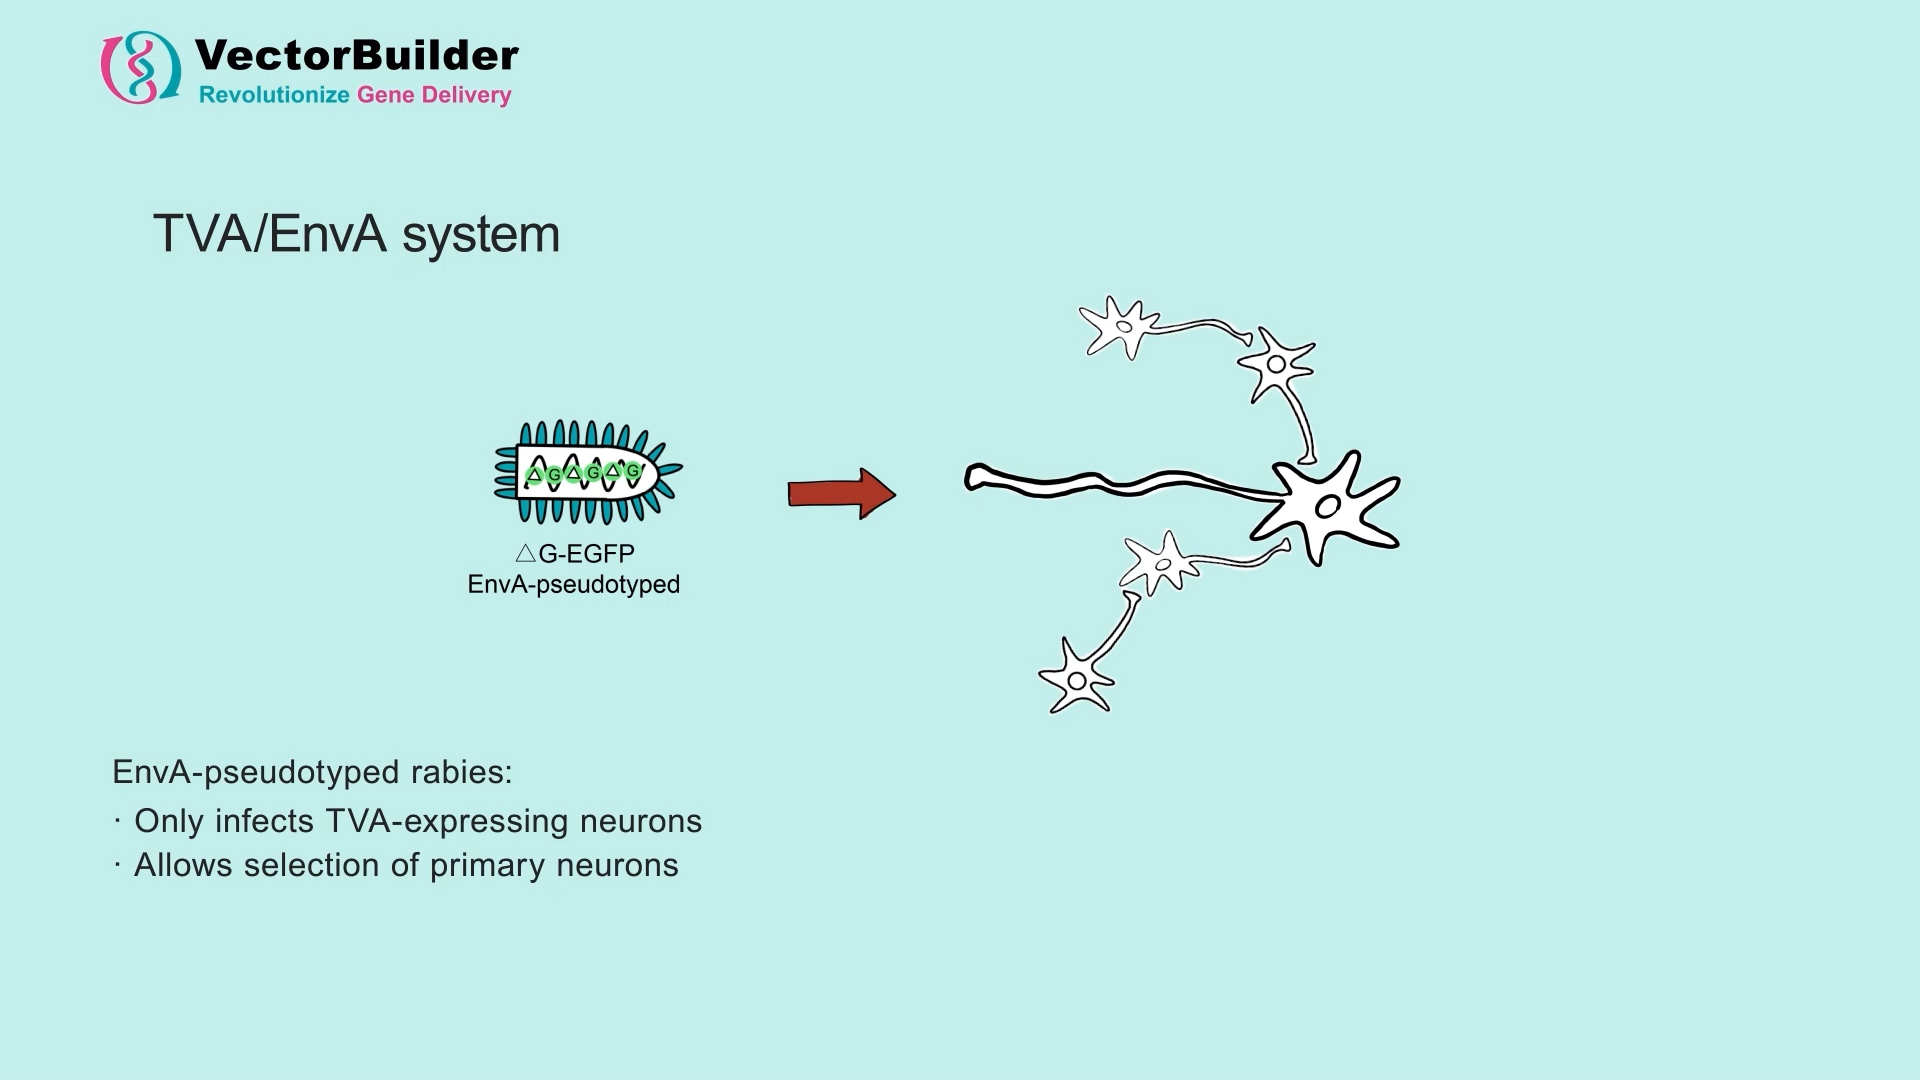 VectorBuilder
Revolutionize Gene Delivery
TVA/EnvA system
△G△G△G
△G-EGFP
EnvA-pseudotyped
EnvA-pseudotyped rabies:
· Only infects TVA-expressing neurons
· Allows selection of primary neurons